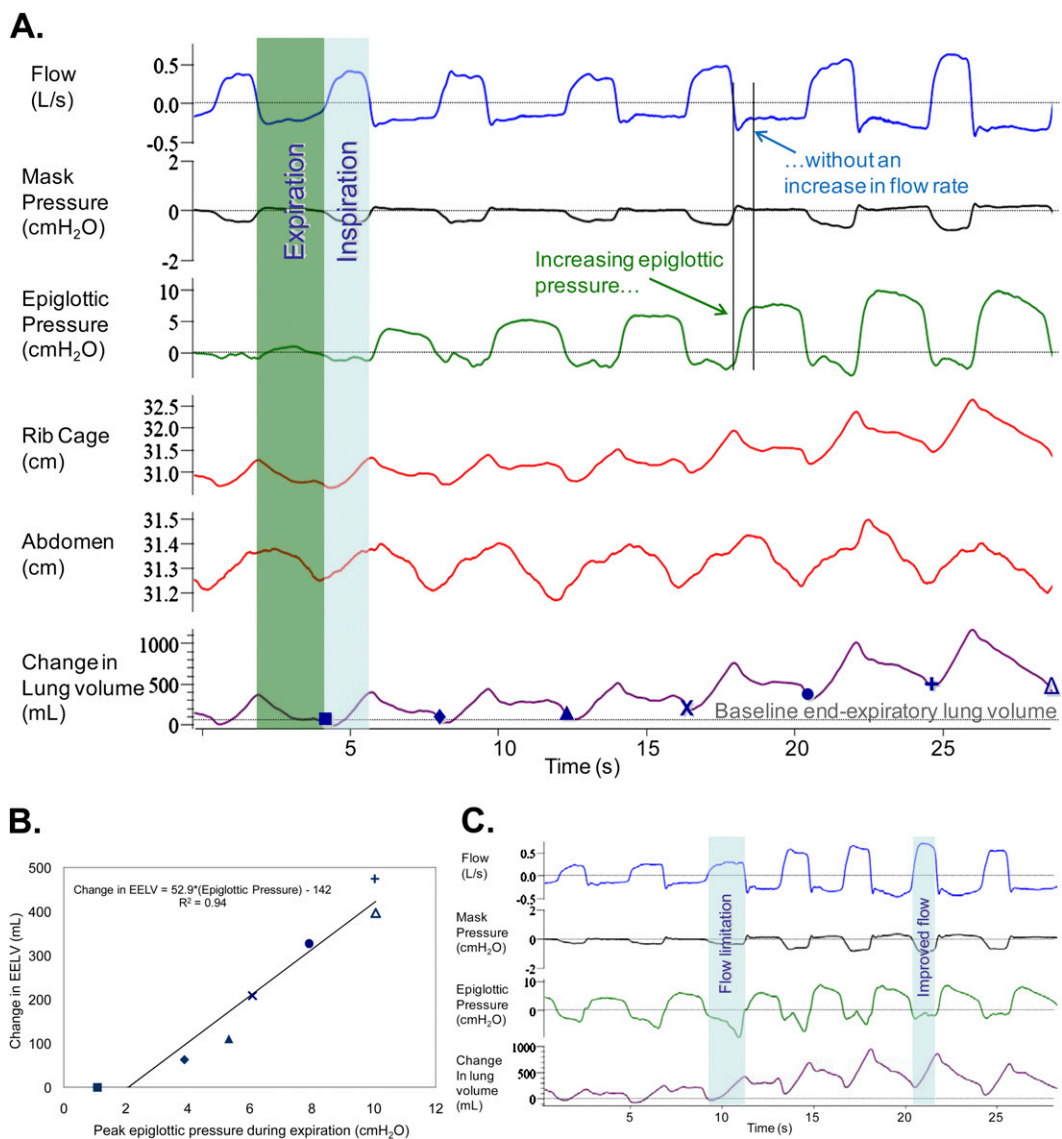 A.
Flow
(L/s)
0.5
0.0
-0.5
Mask
Pressure
(cmH2O)
2
0
-2
Epiglottic
Pressure
(cmH2O)
10
5
0
Rib Cage
(cm)
32.5
32.0
31.5
31.0
Abdomen
(cm)
31.5
31.4
31.3
31.2
Change in
Lung volume
(mL)
1000
500
0
Expiration
Inspiration
…without an
increase in flow rate
Increasing epiglottic
pressure…
Baseline end-expiratory lung volume
5 10 15 20 25
Time (s)
B.
Change in EELV (mL)
500
400
300
200
100
0
Change in EELV = 52.9*(Epiglottic Pressure) - 142
R² = 0.94
0 2 4 6 8 10 12
Peak epiglottic pressure during expiration (cmH2O)
C.
Flow
(L/s)
0.5
0.0
-0.5
Mask
Pressure
(cmH2O)
2
0
-2
Epiglottic
Pressure
(cmH2O)
10
0
Change
In lung
volume
(mL)
1000
500
0
Flow limitation
Improved flow
5 10 15 20 25
Time (s)